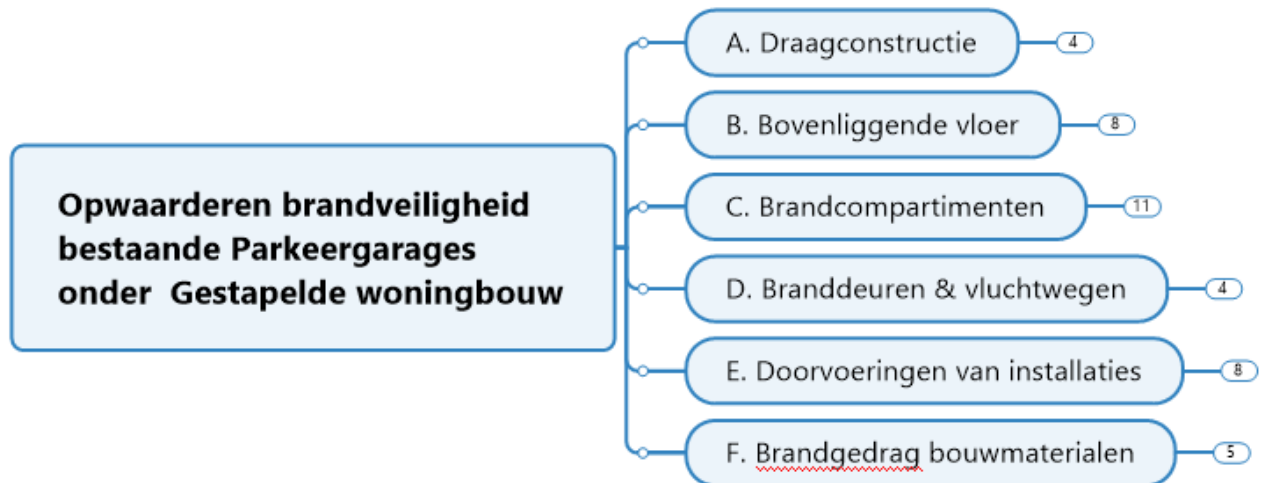 Opwaarderen brandveiligheid
bestaande Parkeergarages
onder  Gestapelde woningbouw
A. Draagconstructie
4
B. Bovenliggende vloer
8
C. Brandcompartimenten
11
D. Branddeuren & vluchtwegen
4
E. Doorvoeringen van installaties
8
F. Brandgedrag bouwmaterialen
5